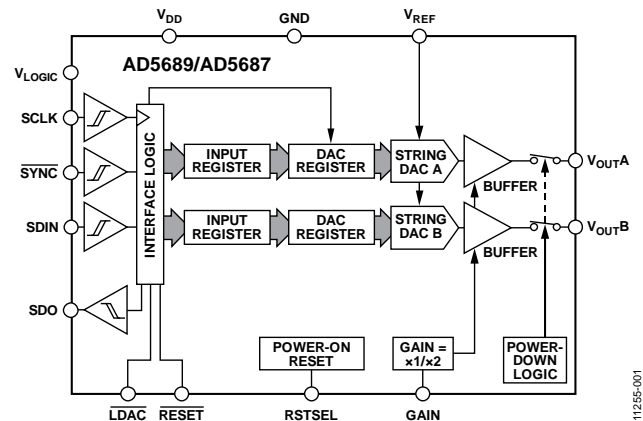 VDD
GND
VREF
AD5689/AD5687
VLOGIC
SCLK
SYNC
SDIN
SDO
INTERFACE LOGIC
INPUT
REGISTER
DAC
REGISTER
STRING
DAC A
BUFFER
VOUTA
INPUT
REGISTER
DAC
REGISTER
STRING
DAC B
BUFFER
VOUTB
POWER-ON
RESET
GAIN =
×1/×2
POWER-
DOWN
LOGIC
LDAC
RESET
RSTSEL
GAIN
11255-001